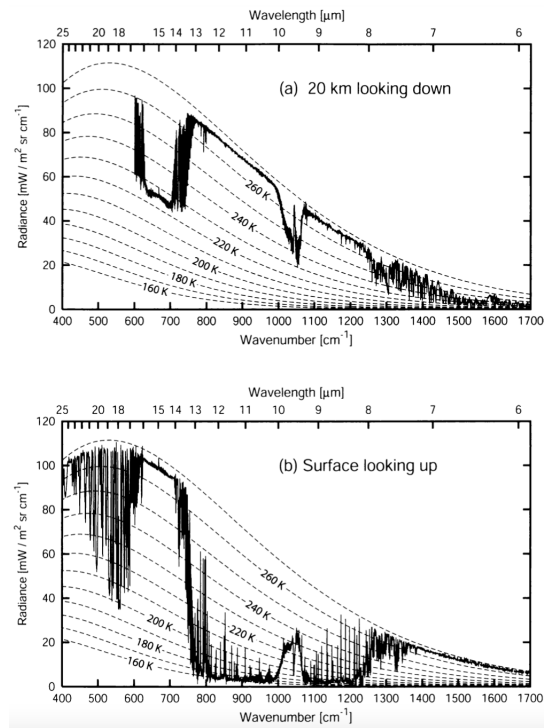 Wavelength [μm]
25 20 18 15 14 13 12 11 10 9 8 7 6
120
100
80
60
40
20
0
Radiance [mW / m² sr cm⁻¹]
(a) 20 km looking down
260 K
240 K
220 K
200 K
180 K
160 K
400 500 600 700 800 900 1000 1100 1200 1300 1400 1500 1600 1700
Wavenumber [cm⁻¹]
Wavelength [μm]
25 20 18 15 14 13 12 11 10 9 8 7 6
120
100
80
60
40
20
0
Radiance [mW / m² sr cm⁻¹]
(b) Surface looking up
260 K
240 K
220 K
200 K
180 K
160 K
400 500 600 700 800 900 1000 1100 1200 1300 1400 1500 1600 1700
Wavenumber [cm⁻¹]